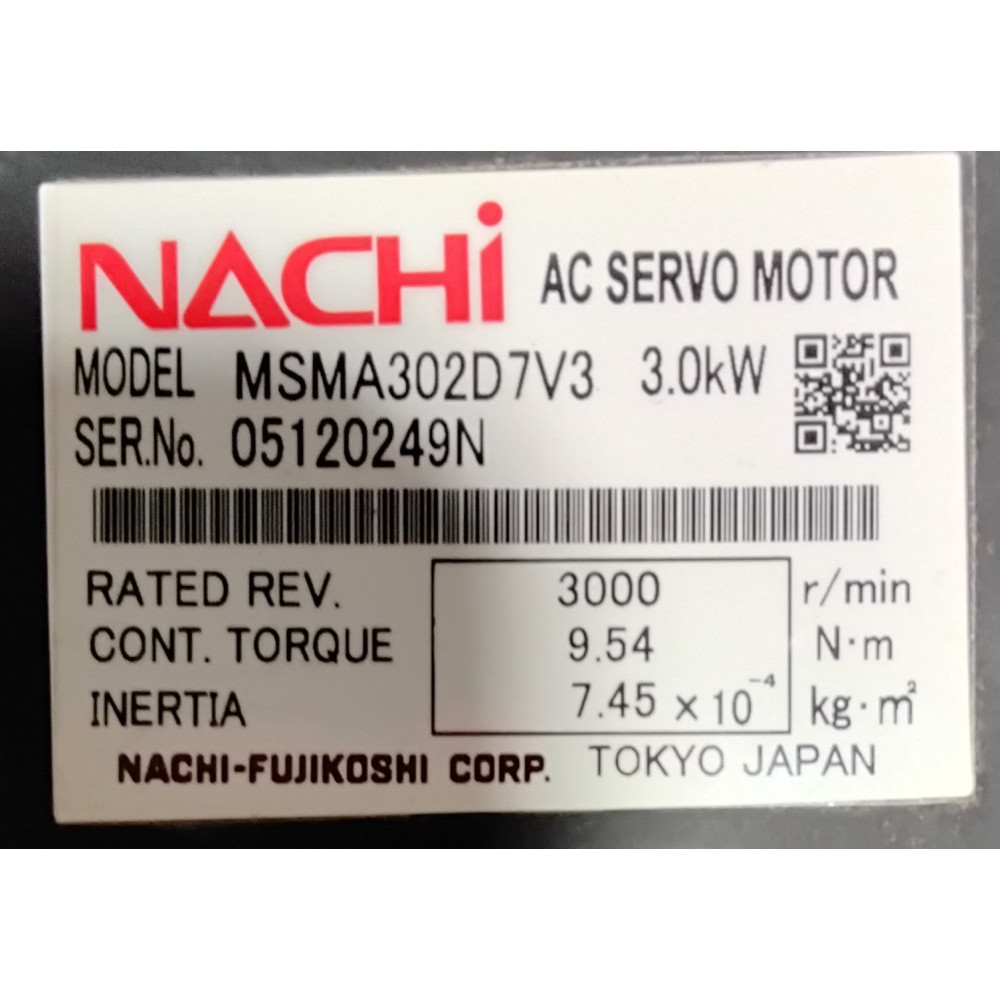 NACHi AC SERVO MOTOR
MODEL MSMA302D7V3 3.0kW
SER.No. 05120249N
RATED REV. 3000 r/min
CONT. TORQUE 9.54 N·m
INERTIA 7.45 x 10⁻⁴ kg·m²
NACHI-FUJIKOSHI CORP. TOKYO JAPAN